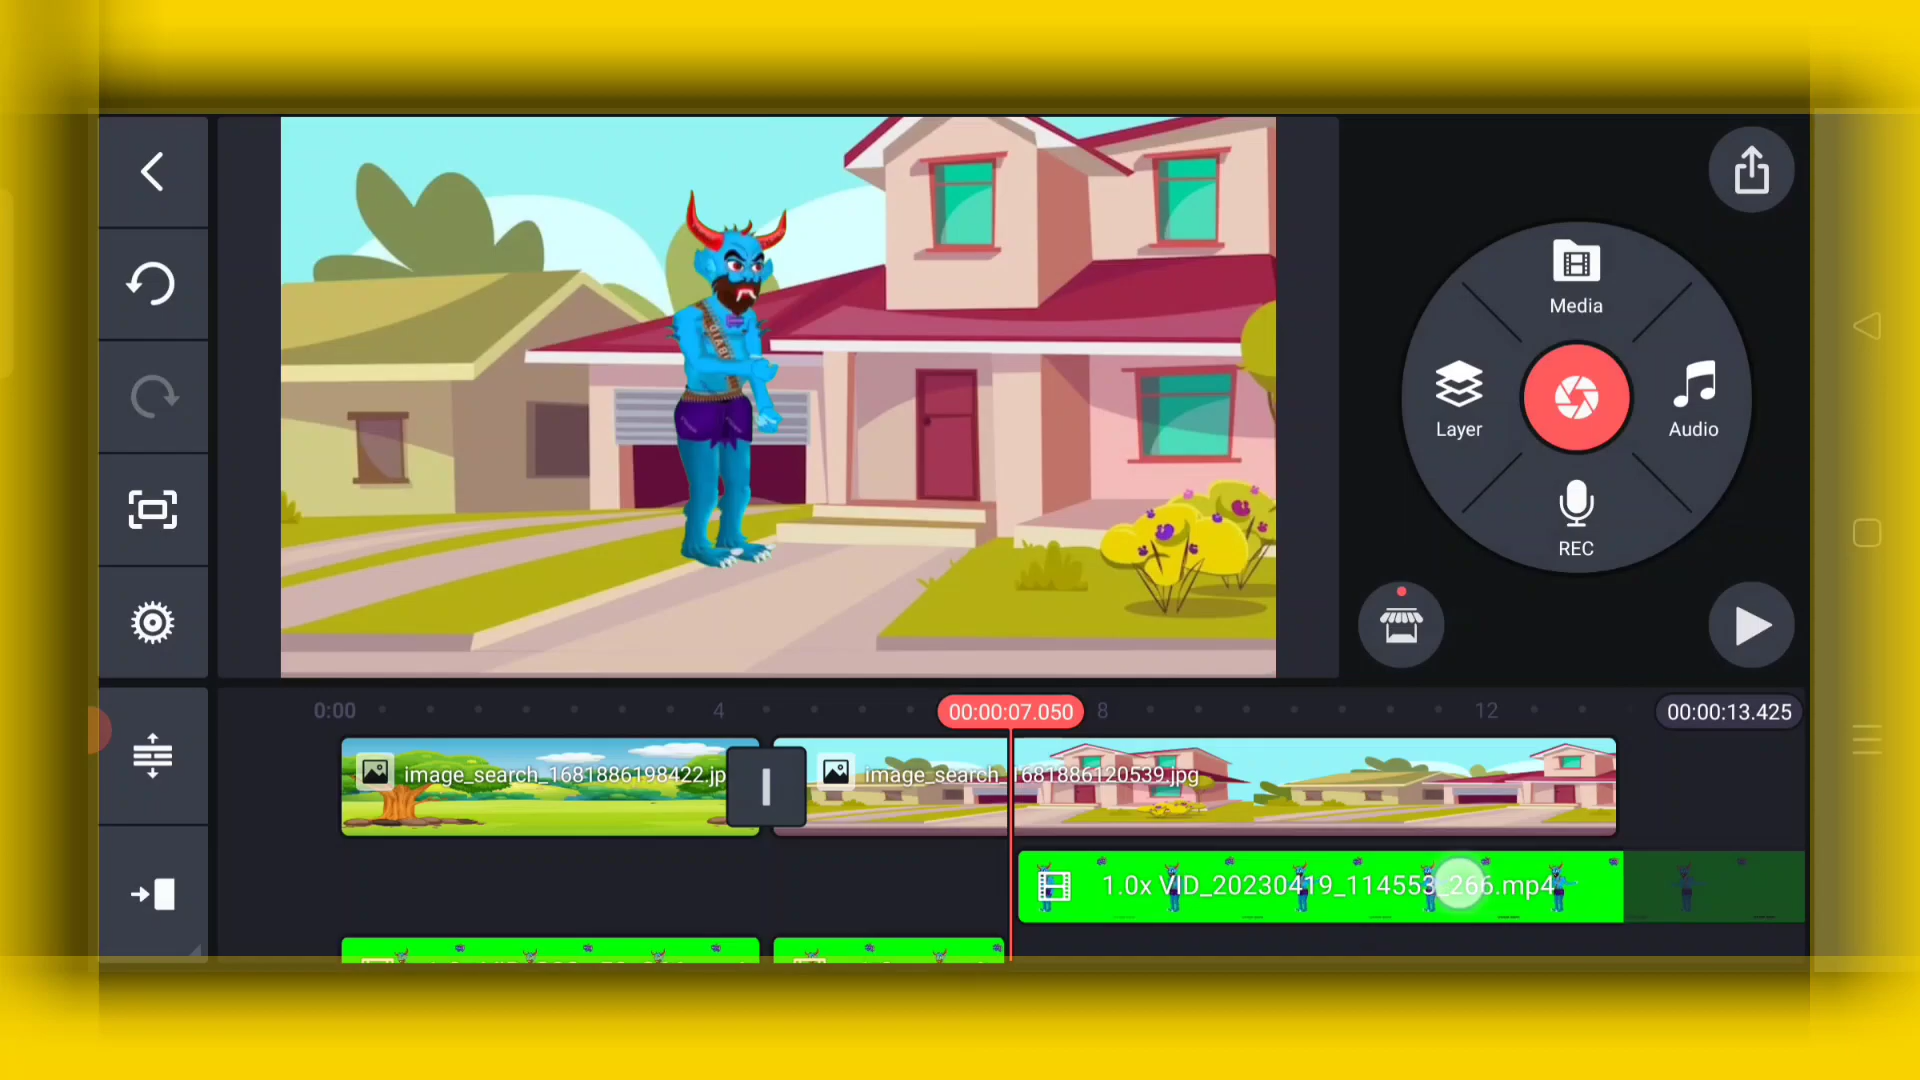 Media
Layer
Audio
REC
0:00
4
00:00:07.050
8
12
00:00:13.425
image_search_1681886198422.jp
image_search_1681886120539.jpg
1.0x VID_20230419_114553_266.mp4